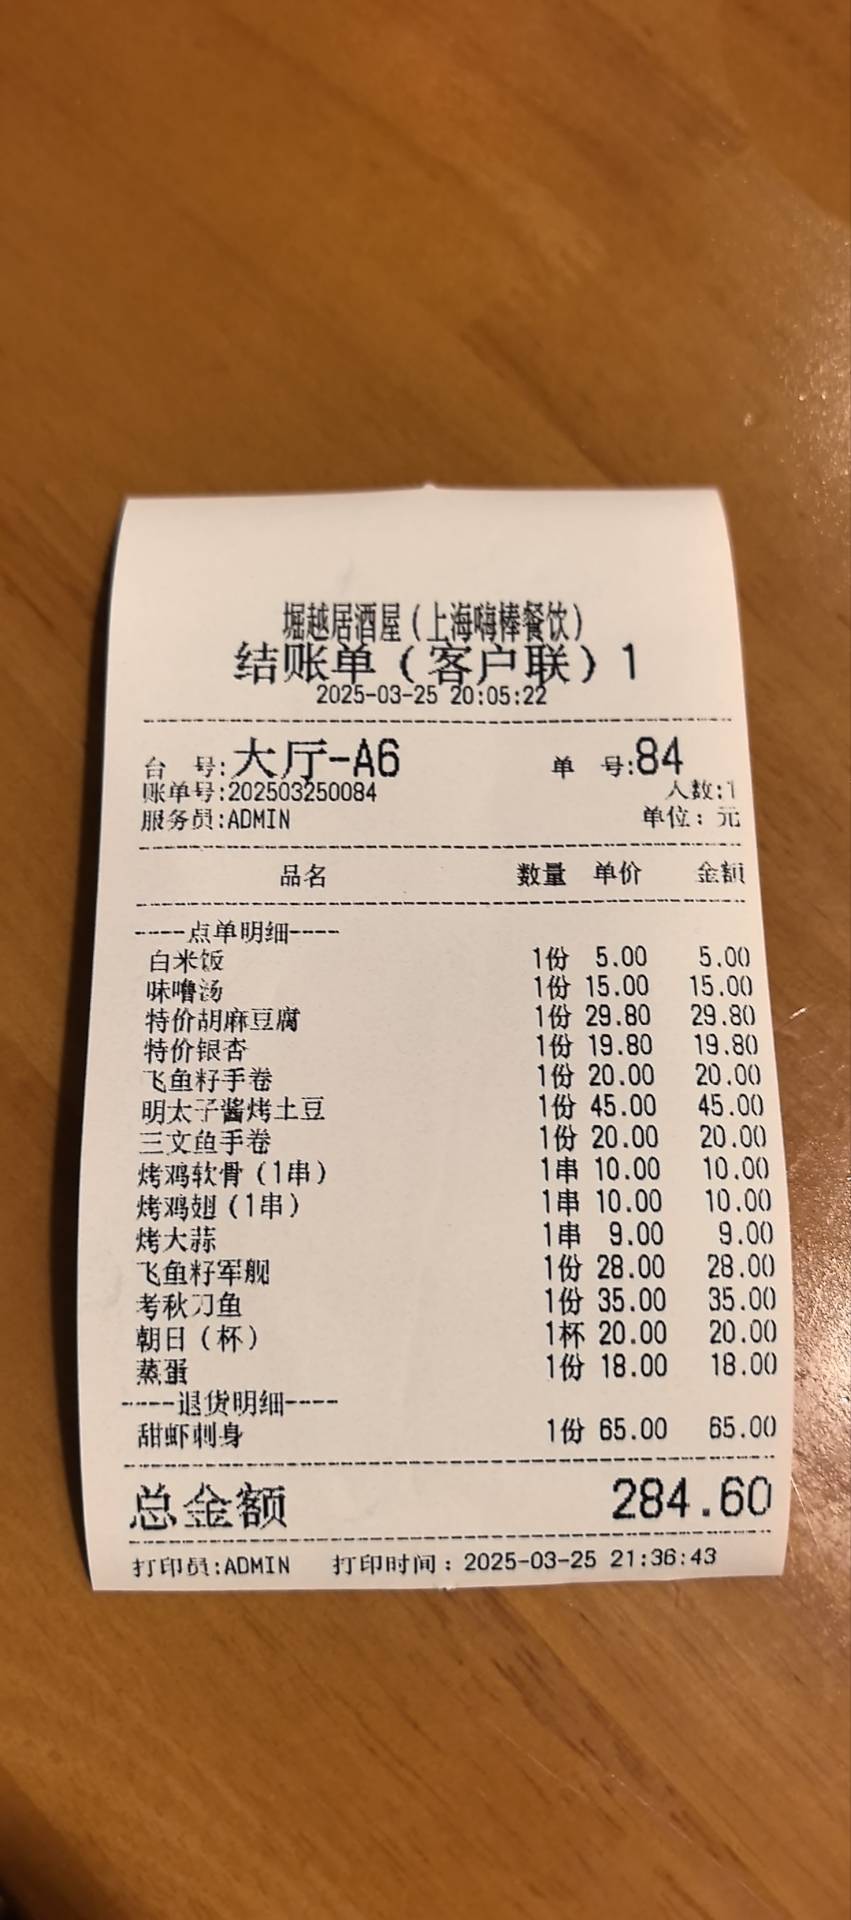 堀越居酒屋（上海嗨棒餐饮）
结账单（客户联）1
2025-03-25 20:05:22
台 号:大厅-A6 单 号:84
账单号:202503250084 人数:1
服务员:ADMIN 单位：元
品名 数量 单价 金额
----点单明细----
白米饭 1份 5.00 5.00
味噜汤 1份 15.00 15.00
特价胡麻豆腐 1份 29.80 29.80
特价银杏 1份 19.80 19.80
飞鱼籽手卷 1份 20.00 20.00
明太子酱烤土豆 1份 45.00 45.00
三文鱼手卷 1份 20.00 20.00
烤鸡软骨（1串） 1串 10.00 10.00
烤鸡翅（1串） 1串 10.00 10.00
烤大蒜 1串 9.00 9.00
飞鱼籽军舰 1份 28.00 28.00
考秋刀鱼 1份 35.00 35.00
朝日（杯） 1杯 20.00 20.00
蒸蛋 1份 18.00 18.00
----退货明细----
甜虾刺身 1份 65.00 65.00
总金额 284.60
打印员:ADMIN 打印时间：2025-03-25 21:36:43